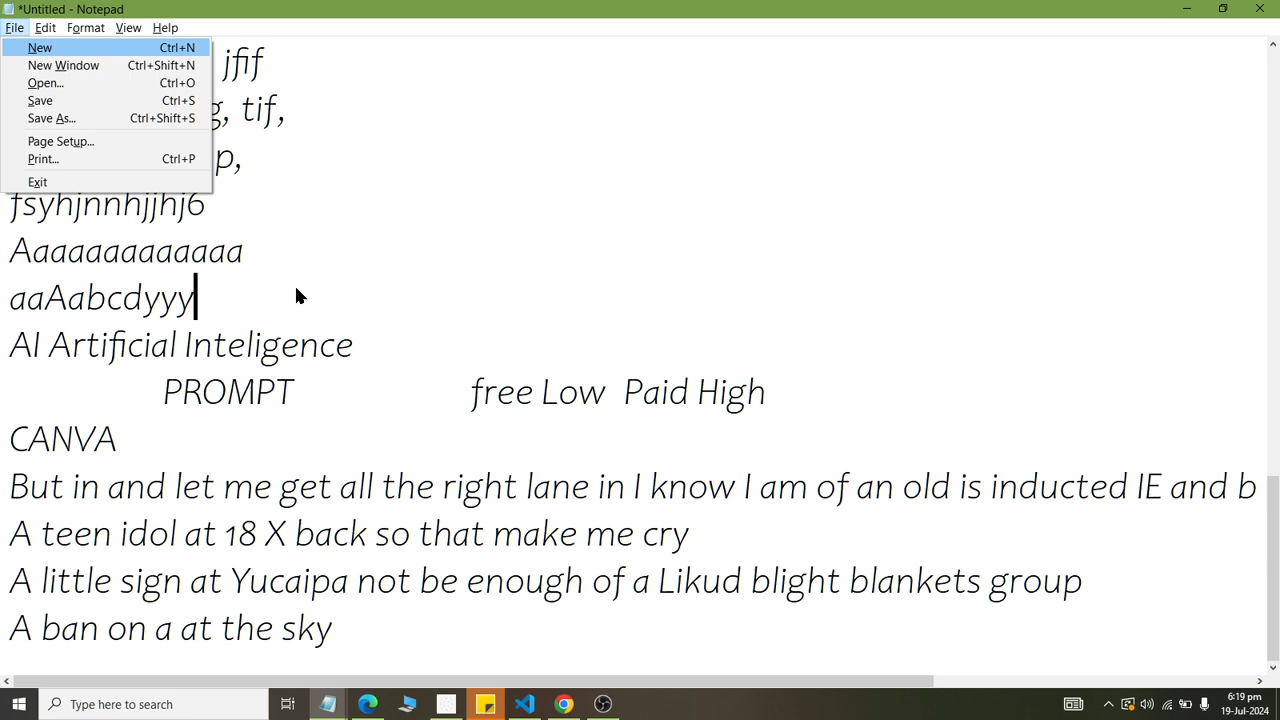 *Untitled - Notepad
File Edit Format View Help
New Ctrl+N
New Window Ctrl+Shift+N
Open... Ctrl+O
Save Ctrl+S
Save As... Ctrl+Shift+S
Page Setup...
Print... Ctrl+P
Exit
jfif
tif,
p,
fsyhjnnhjjhj6
Aaaaaaaaaaaaa
aaAabcdyyy
AI Artificial Inteligence
PROMPT free Low Paid High
CANVA
But in and let me get all the right lane in I know I am of an old is inducted IE and b
A teen idol at 18 X back so that make me cry
A little sign at Yucaipa not be enough of a Likud blight blankets group
A ban on a at the sky
Type here to search
6:19 pm
19-Jul-2024